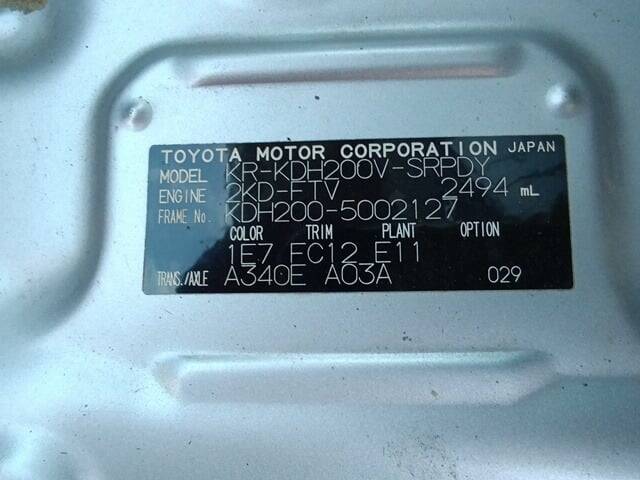 TOYOTA MOTOR CORPORATION JAPAN
MODEL KR-KDH200V-SRPDY
ENGINE 2KD-FTV 2494 mL
FRAME No. KDH200-5002127
COLOR TRIM PLANT OPTION
1E7 EC12 E11
TRANS./AXLE A340E A03A 029